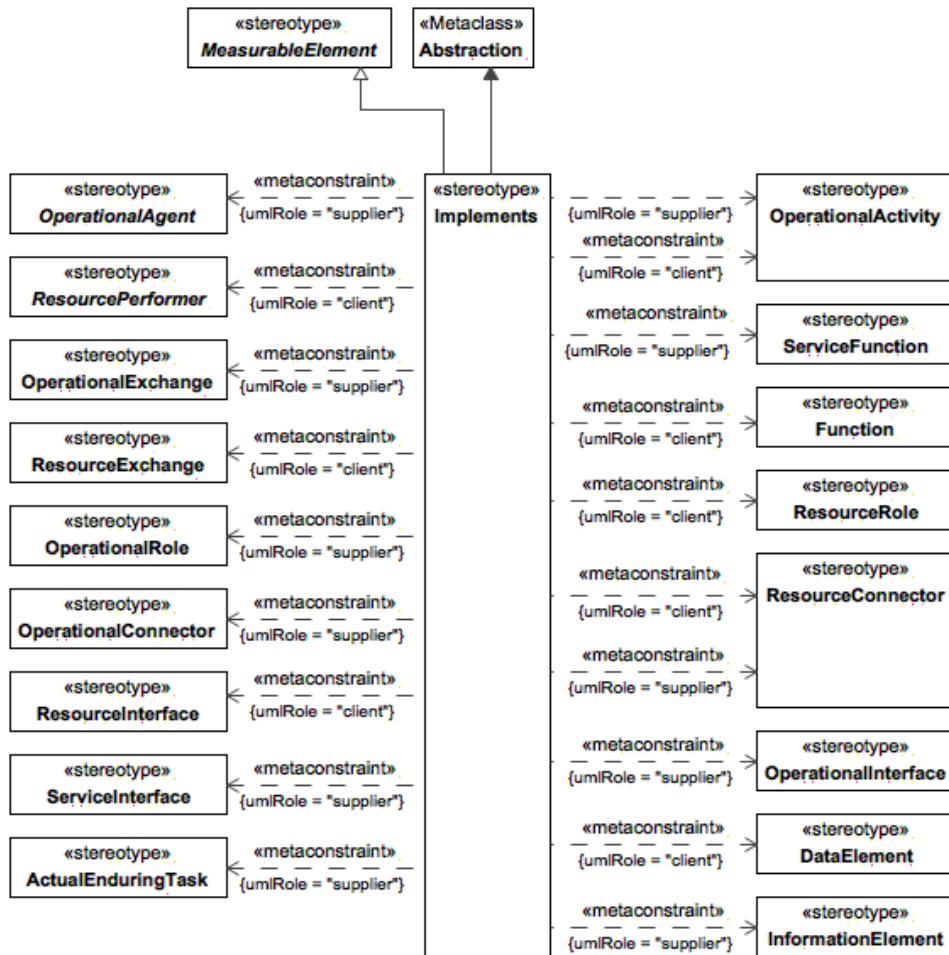 «stereotype»
MeasurableElement
«Metaclass»
Abstraction
«stereotype»
OperationalAgent
«metaconstraint»
{umlRole = "supplier"}
«stereotype»
ResourcePerformer
«metaconstraint»
{umlRole = "client"}
«stereotype»
OperationalExchange
«metaconstraint»
{umlRole = "supplier"}
«stereotype»
ResourceExchange
«metaconstraint»
{umlRole = "client"}
«stereotype»
OperationalRole
«metaconstraint»
{umlRole = "supplier"}
«stereotype»
OperationalConnector
«metaconstraint»
{umlRole = "supplier"}
«stereotype»
ResourceInterface
«metaconstraint»
{umlRole = "client"}
«stereotype»
ServiceInterface
«metaconstraint»
{umlRole = "supplier"}
«stereotype»
ActualEnduringTask
«metaconstraint»
{umlRole = "supplier"}
«stereotype»
Implements
{umlRole = "supplier"}
«metaconstraint»
{umlRole = "client"}
«stereotype»
OperationalActivity
«metaconstraint»
{umlRole = "supplier"}
«stereotype»
ServiceFunction
«metaconstraint»
{umlRole = "client"}
«stereotype»
Function
«metaconstraint»
{umlRole = "client"}
«stereotype»
ResourceRole
«metaconstraint»
{umlRole = "client"}
«stereotype»
ResourceConnector
«metaconstraint»
{umlRole = "supplier"}
«metaconstraint»
{umlRole = "supplier"}
«stereotype»
OperationalInterface
«metaconstraint»
{umlRole = "client"}
«stereotype»
DataElement
«metaconstraint»
{umlRole = "supplier"}
«stereotype»
InformationElement